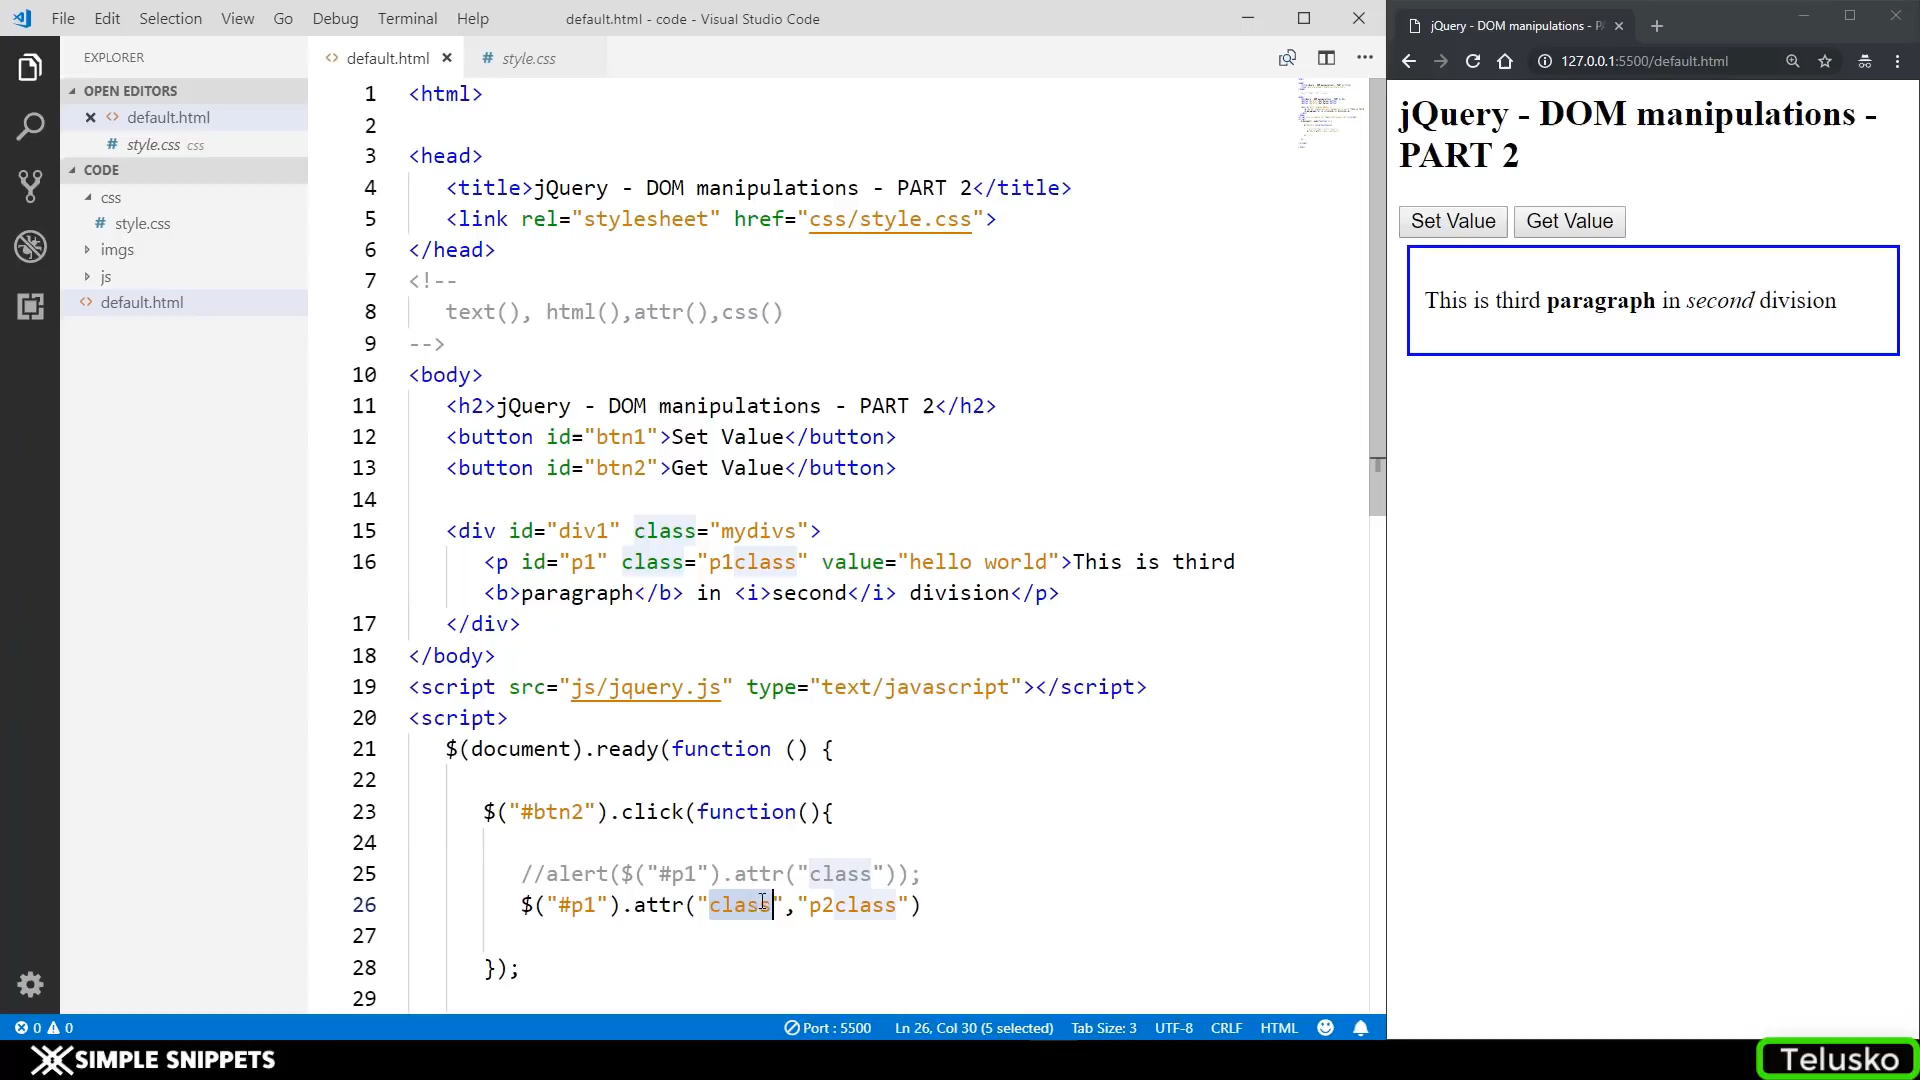 File Edit Selection View Go Debug Terminal Help
default.html - code - Visual Studio Code
EXPLORER
OPEN EDITORS
default.html
style.css css
CODE
css
style.css
imgs
js
default.html
default.html
style.css
1 <html>
2
3 <head>
4 <title>jQuery - DOM manipulations - PART 2</title>
5 <link rel="stylesheet" href="css/style.css">
6 </head>
7 <!--
8 text(), html(),attr(),css()
9 -->
10 <body>
11 <h2>jQuery - DOM manipulations - PART 2</h2>
12 <button id="btn1">Set Value</button>
13 <button id="btn2">Get Value</button>
14
15 <div id="div1" class="mydivs">
16 <p id="p1" class="p1class" value="hello world">This is third
<b>paragraph</b> in <i>second</i> division</p>
17 </div>
18 </body>
19 <script src="js/jquery.js" type="text/javascript"></script>
20 <script>
21 $(document).ready(function () {
22
23 $("#btn2").click(function(){
24
25 //alert($("#p1").attr("class"));
26 $("#p1").attr("class","p2class")
27
28 });
29
0 0
Port : 5500 Ln 26, Col 30 (5 selected) Tab Size: 3 UTF-8 CRLF HTML
jQuery - DOM manipulations - P
127.0.0.1:5500/default.html
jQuery - DOM manipulations -
PART 2
Set Value Get Value
This is third paragraph in second division
SIMPLE SNIPPETS
Telusko